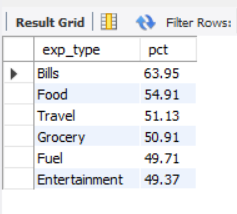 Result Grid Filter Rows:
exp_type pct
Bills 63.95
Food 54.91
Travel 51.13
Grocery 50.91
Fuel 49.71
Entertainment 49.37